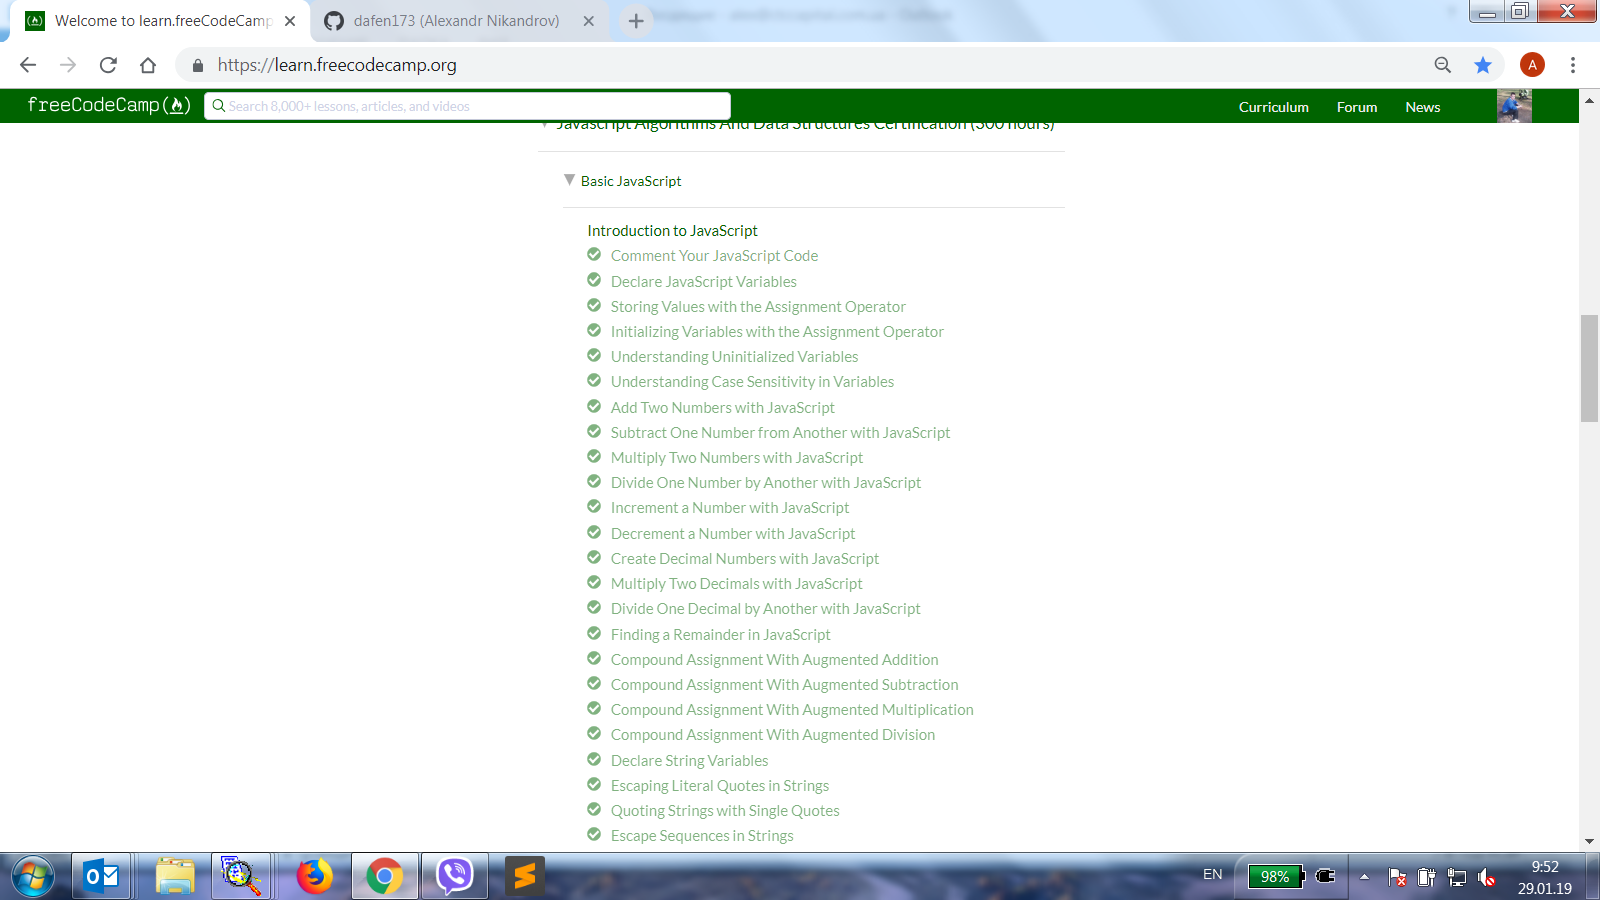 Welcome to learn.freeCodeCamp
dafen173 (Alexandr Nikandrov)
https://learn.freecodecamp.org
A
freeCodeCamp
Search 8,000+ lessons, articles, and videos
Curriculum
Forum
News
Javascript Algorithms And Data Structures Certification (300 hours)
Basic JavaScript
Introduction to JavaScript
Comment Your JavaScript Code
Declare JavaScript Variables
Storing Values with the Assignment Operator
Initializing Variables with the Assignment Operator
Understanding Uninitialized Variables
Understanding Case Sensitivity in Variables
Add Two Numbers with JavaScript
Subtract One Number from Another with JavaScript
Multiply Two Numbers with JavaScript
Divide One Number by Another with JavaScript
Increment a Number with JavaScript
Decrement a Number with JavaScript
Create Decimal Numbers with JavaScript
Multiply Two Decimals with JavaScript
Divide One Decimal by Another with JavaScript
Finding a Remainder in JavaScript
Compound Assignment With Augmented Addition
Compound Assignment With Augmented Subtraction
Compound Assignment With Augmented Multiplication
Compound Assignment With Augmented Division
Declare String Variables
Escaping Literal Quotes in Strings
Quoting Strings with Single Quotes
Escape Sequences in Strings
EN
98%
9:52
29.01.19